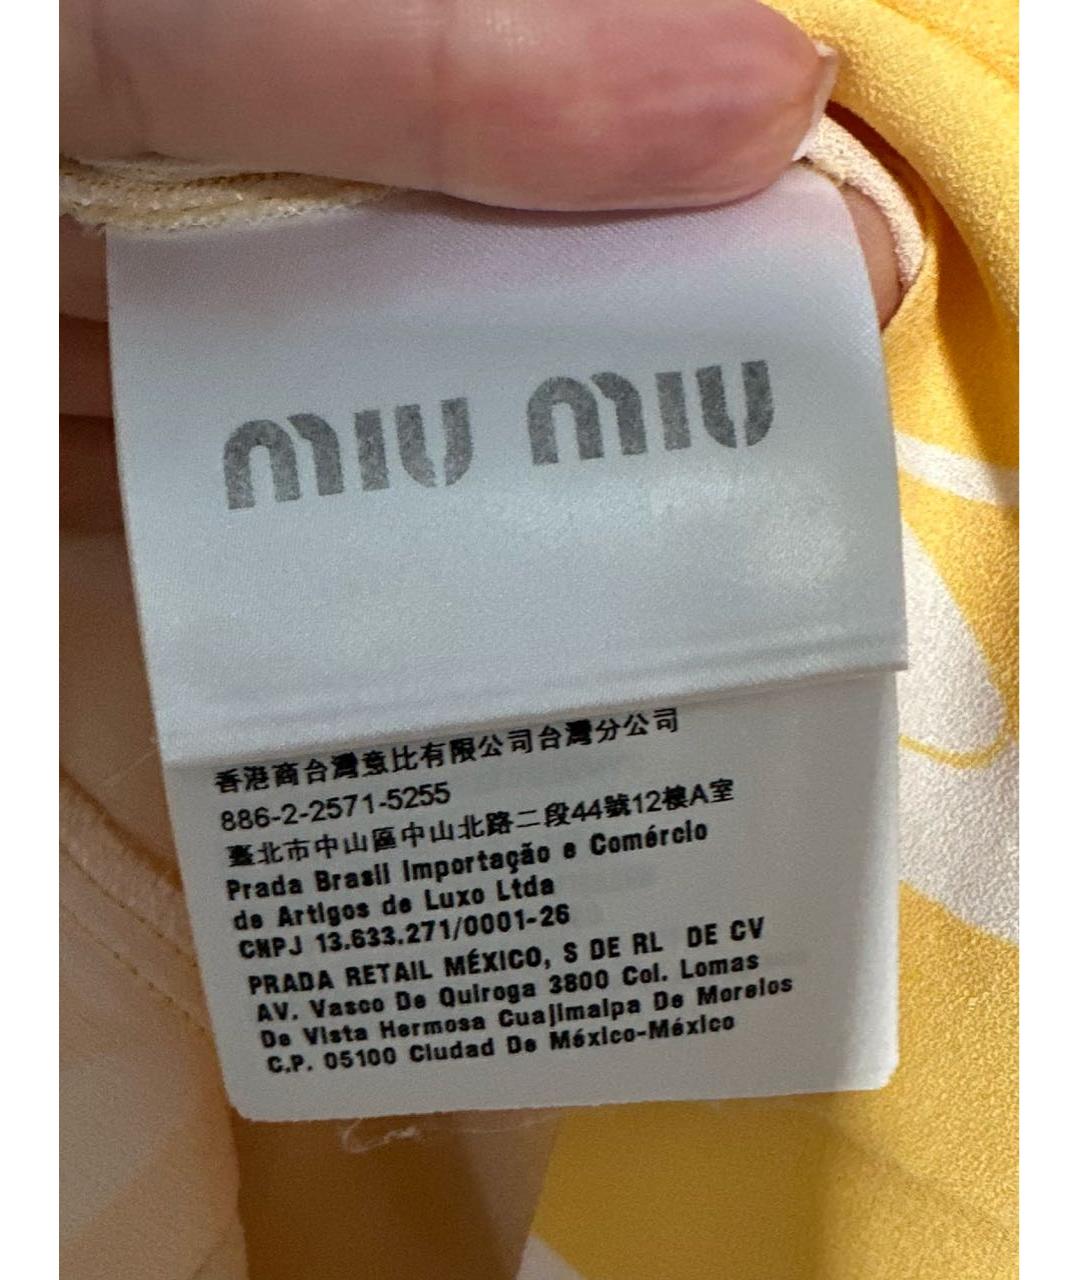 miu miu
香港商台灣意比有限公司台灣分公司
886-2-2571-5255
臺北市中山區中山北路二段44號12樓A室
Prada Brasil Importação e Comércio
de Artigos de Luxo Ltda
CNPJ 13.633.271/0001-26
PRADA RETAIL MÉXICO, S DE RL DE CV
AV. Vasco De Quiroga 3800 Col. Lomas
De Vista Hermosa Cuajimalpa De Morelos
C.P. 05100 Ciudad De México-México